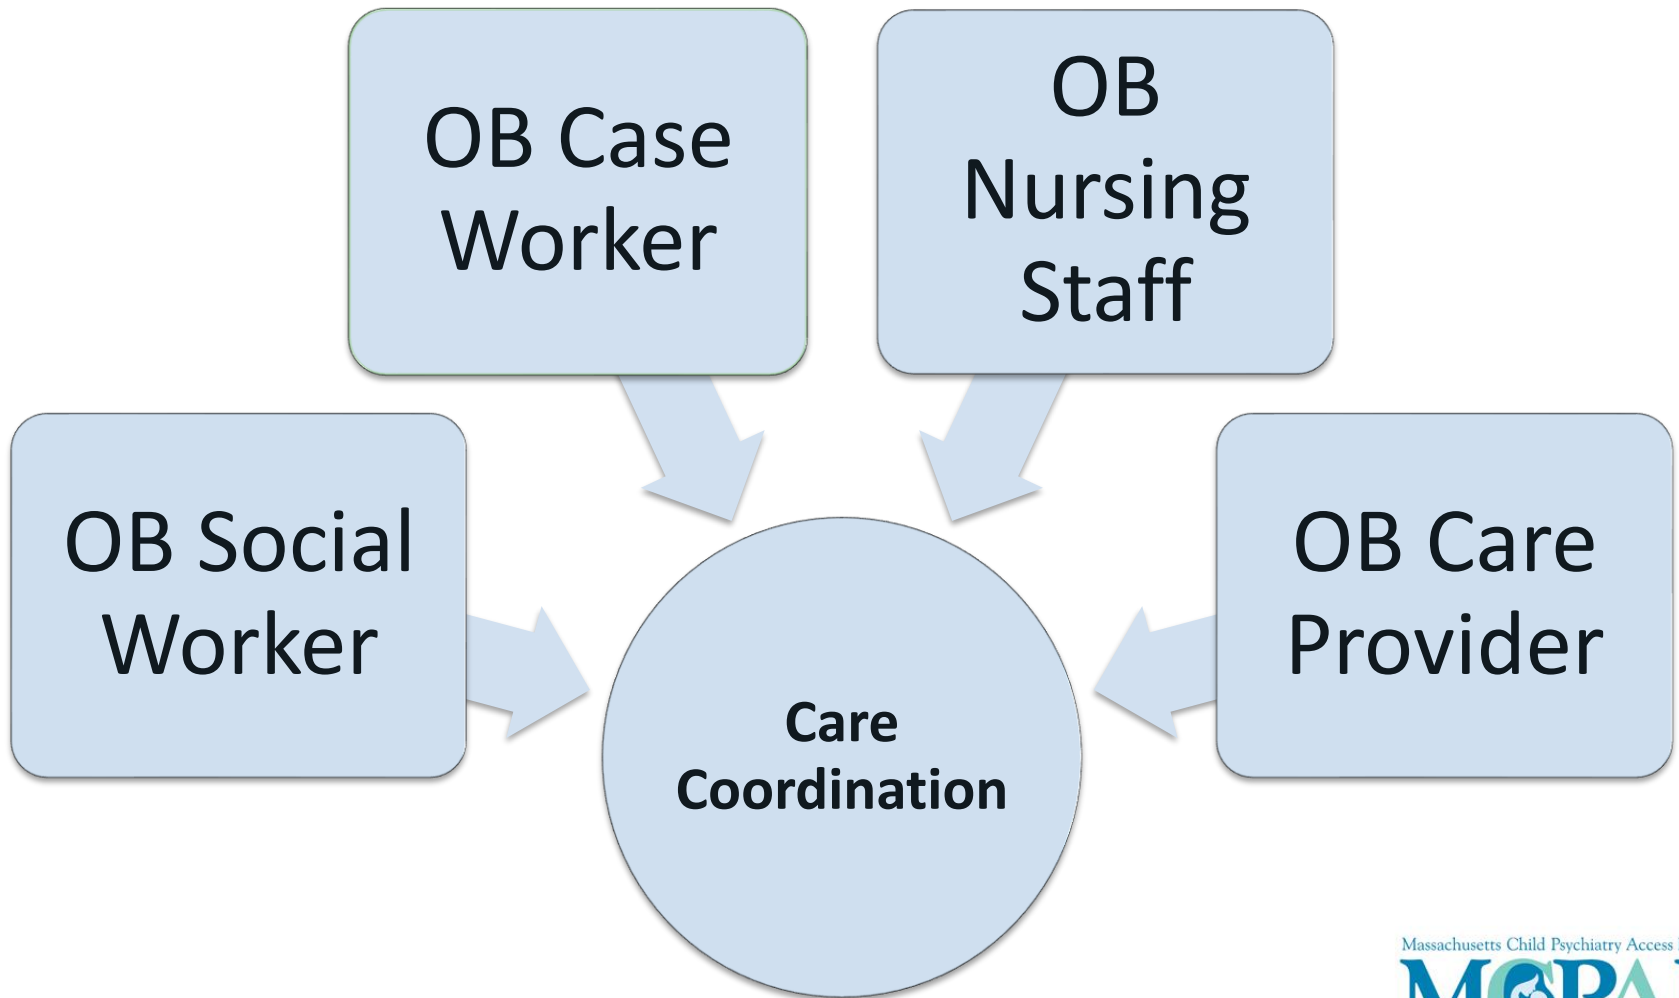 OB Case
Worker
OB
Nursing
Staff
OB Social
Worker
OB Care
Provider
Care
Coordination
Massachusetts Child Psychiatry Access